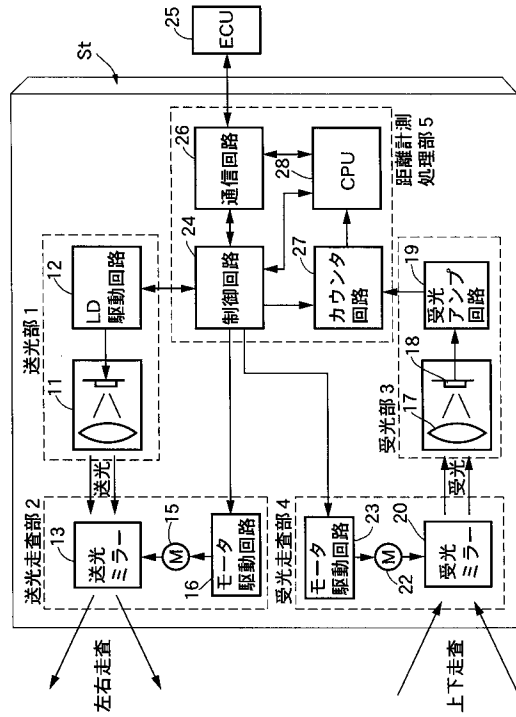 左右走査
上下走査
送光走査部 2
13
送光
ミラー
15
M
16
モータ
駆動回路
送光
送光部 1
11
12
LD
駆動回路
受光走査部 4
モータ
駆動回路
23
M
22
20
受光
ミラー
受光
受光部 3
17
18
19
受光
アンプ
回路
24
制御回路
26
通信回路
27
カウンタ
回路
28
CPU
距離計測
処理部 5
25
ECU
St